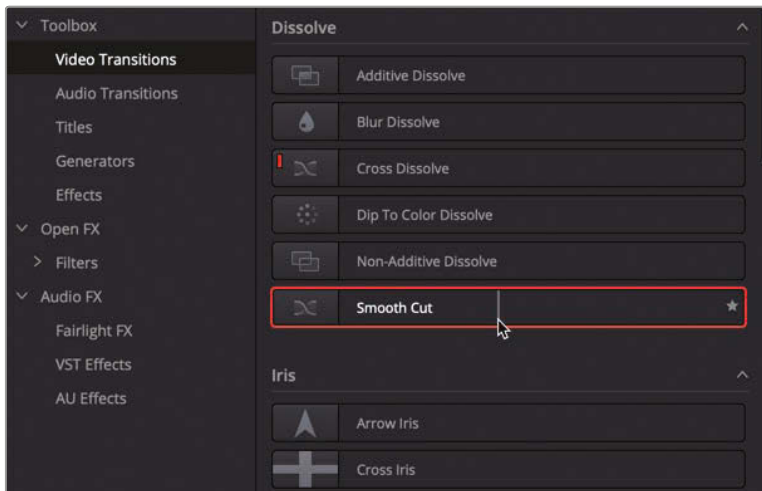 Toolbox
Video Transitions
Audio Transitions
Titles
Generators
Effects
Open FX
Filters
Audio FX
Fairlight FX
VST Effects
AU Effects
Dissolve
Additive Dissolve
Blur Dissolve
Cross Dissolve
Dip To Color Dissolve
Non-Additive Dissolve
Smooth Cut
Iris
Arrow Iris
Cross Iris